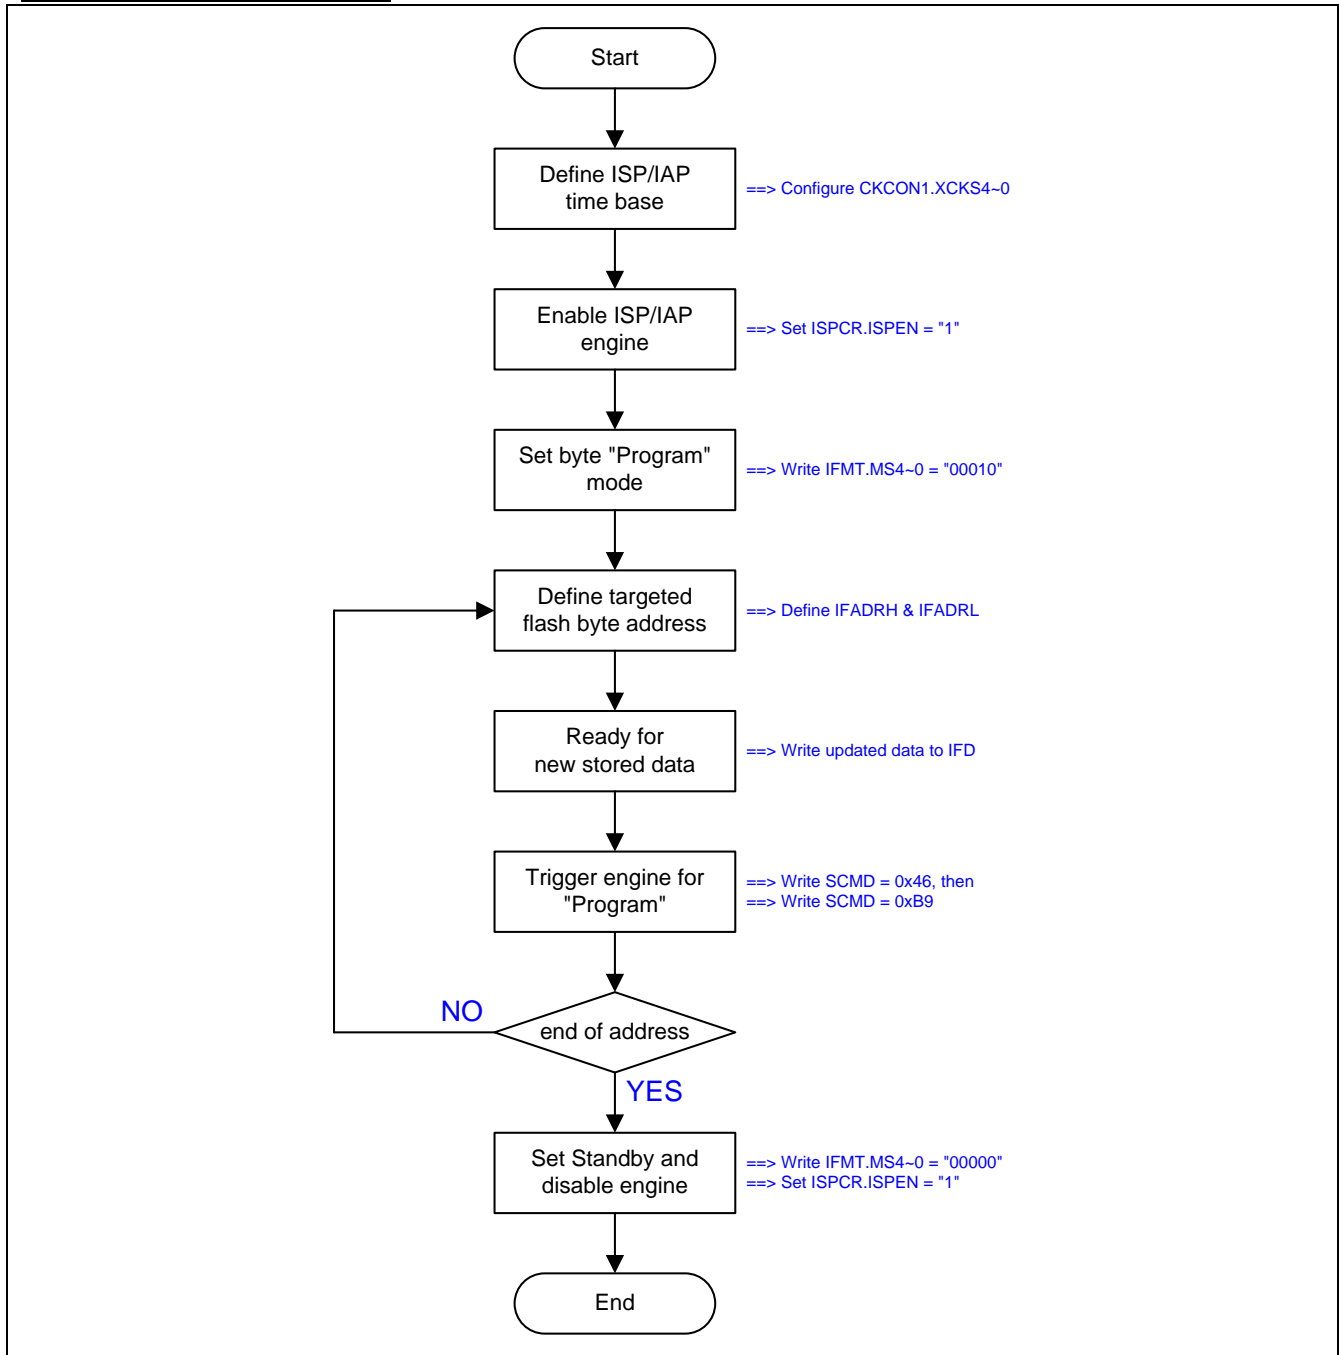 Start
Define ISP/IAP
time base
==> Configure CKCON1.XCKS4~0
Enable ISP/IAP
engine
==> Set ISPCR.ISPEN = "1"
Set byte "Program"
mode
==> Write IFMT.MS4~0 = "00010"
Define targeted
flash byte address
==> Define IFADRH & IFADRL
Ready for
new stored data
==> Write updated data to IFD
Trigger engine for
"Program"
==> Write SCMD = 0x46, then
==> Write SCMD = 0xB9
NO
end of address
YES
Set Standby and
disable engine
==> Write IFMT.MS4~0 = "00000"
==> Set ISPCR.ISPEN = "1"
End